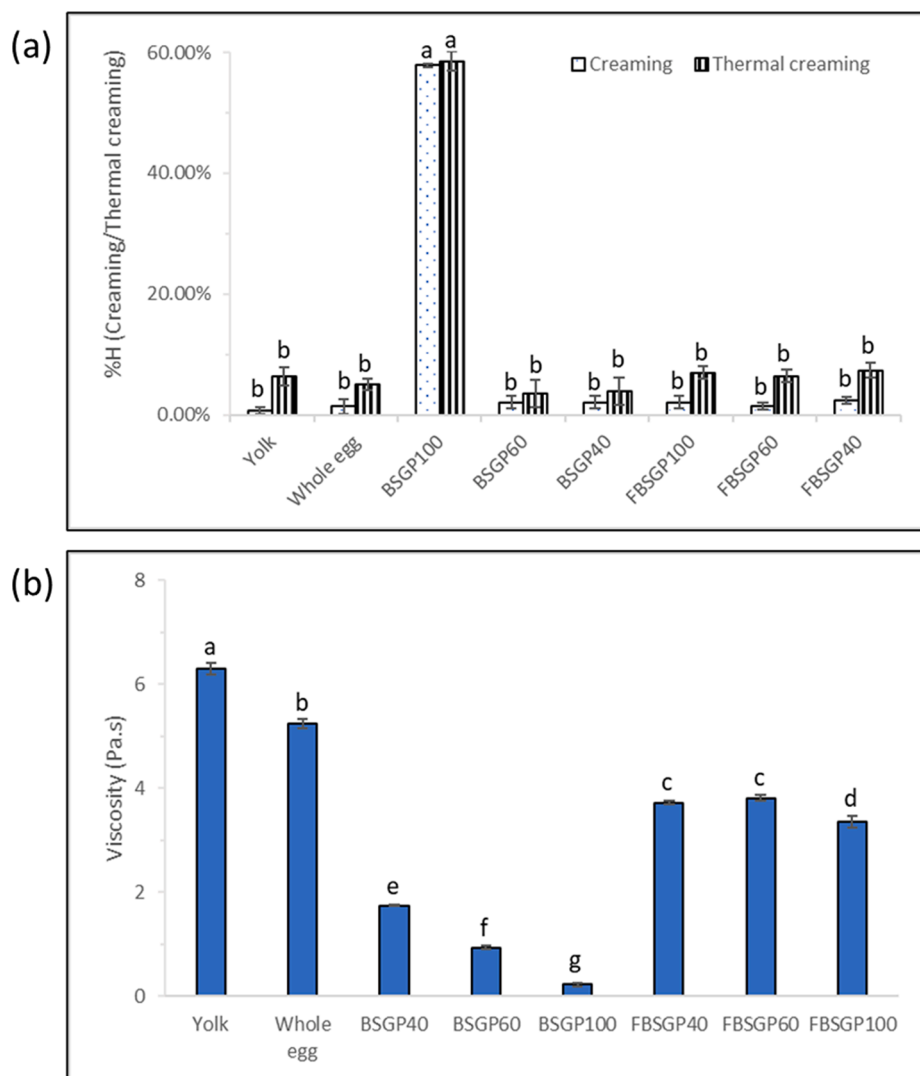 (a)
%H (Creaming/Thermal creaming)
60.00%
40.00%
20.00%
0.00%
Creaming
Thermal creaming
a a
b b b b b b b b b b b b b b
Yolk
Whole egg
BSGP100
BSGP60
BSGP40
FBSGP100
FBSGP60
FBSGP40
(b)
Viscosity (Pa.s)
8
6
4
2
0
a
b
e
f
g
c
c
d
Yolk
Whole
egg
BSGP40
BSGP60
BSGP100
FBSGP40
FBSGP60
FBSGP100